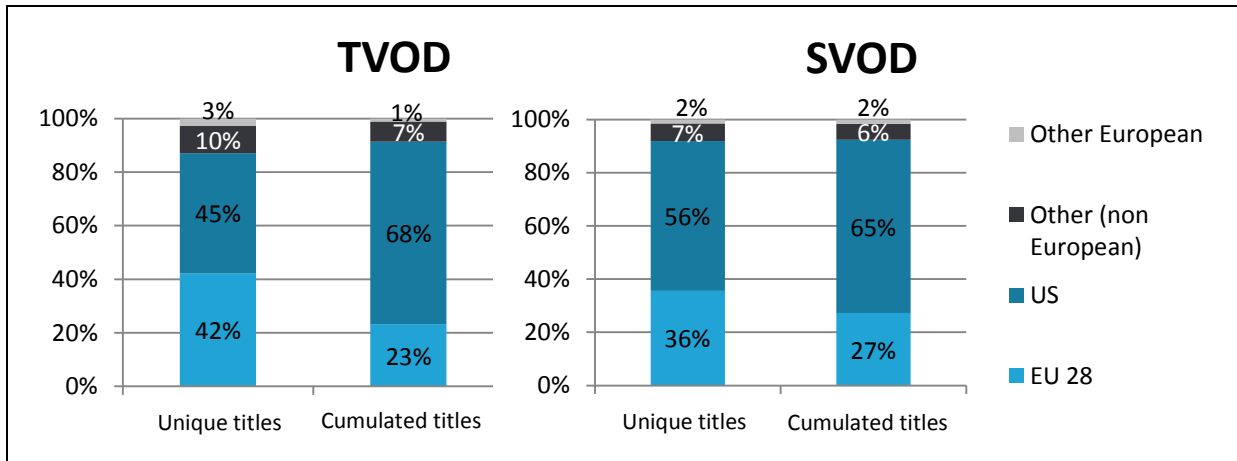 TVOD
100%
80%
60%
40%
20%
0%
3%
10%
45%
42%
1%
7%
68%
23%
Unique titles
Cumulated titles
SVOD
100%
80%
60%
40%
20%
0%
2%
7%
56%
36%
2%
6%
65%
27%
Unique titles
Cumulated titles
Other European
Other (non
European)
US
EU 28